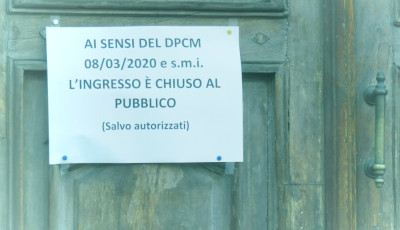 AI SENSI DEL DPCM
08/03/2020 e s.m.i.
L'INGRESSO È CHIUSO AL
PUBBLICO
(Salvo autorizzati)